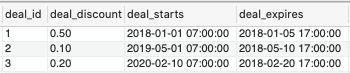 deal_id deal_discount deal_starts deal_expires
1 0.50 2018-01-01 07:00:00 2018-01-05 17:00:00
2 0.10 2019-05-01 07:00:00 2018-05-10 17:00:00
3 0.20 2020-02-10 07:00:00 2018-02-20 17:00:00